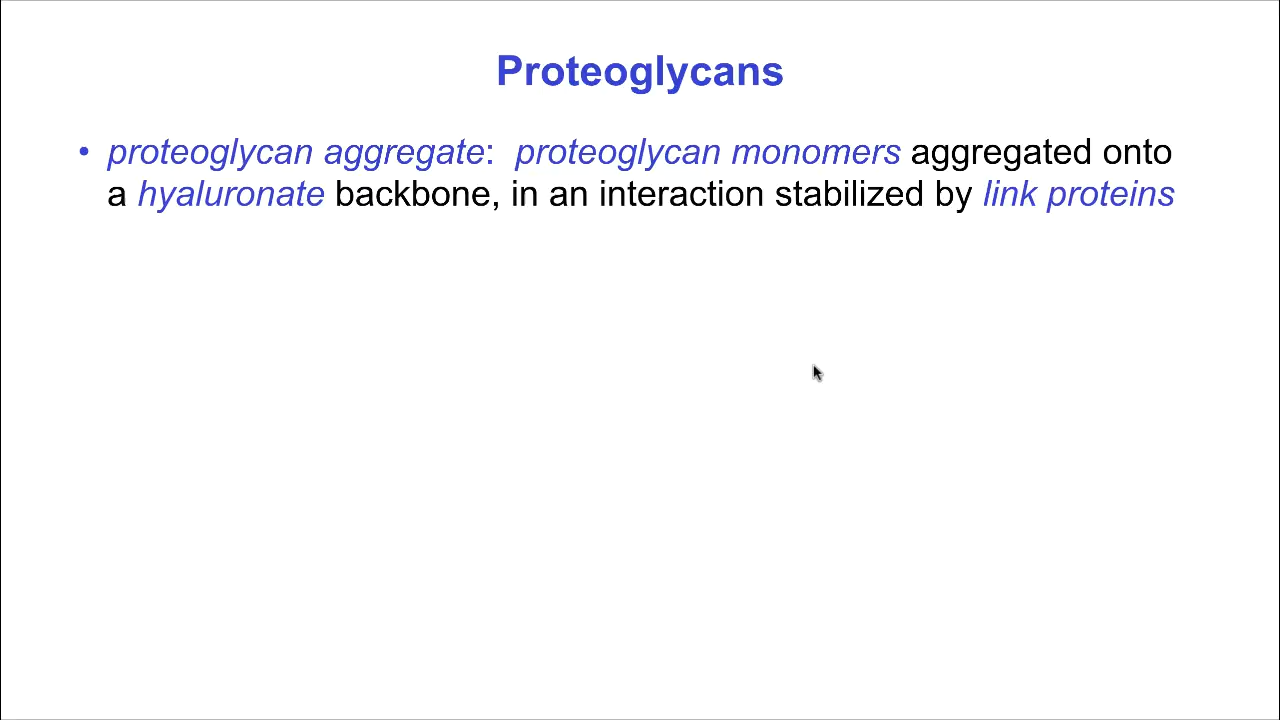 Proteoglycans
• proteoglycan aggregate: proteoglycan monomers aggregated onto
a hyaluronate backbone, in an interaction stabilized by link proteins